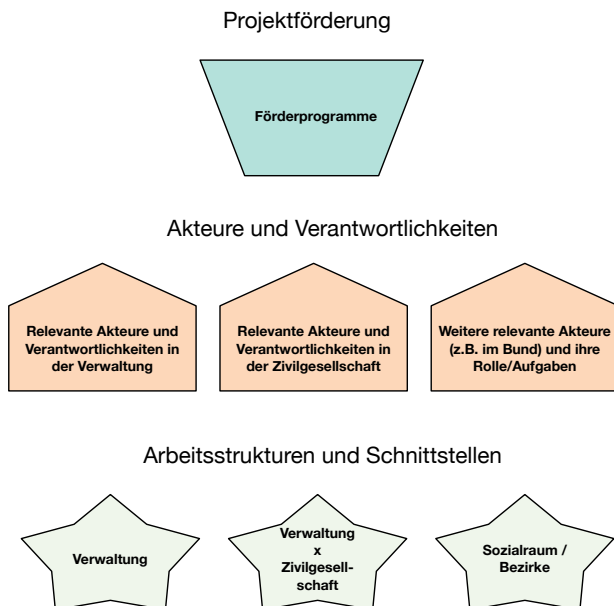 Projektförderung
Förderprogramme
Akteure und Verantwortlichkeiten
Relevante Akteure und
Verantwortlichkeiten in
der Verwaltung
Relevante Akteure und
Verantwortlichkeiten in
der Zivilgesellschaft
Weitere relevante Akteure
(z.B. im Bund) und ihre
Rolle/Aufgaben
Arbeitsstrukturen und Schnittstellen
Verwaltung
Verwaltung
x
Zivilgesell-
schaft
Sozialraum /
Bezirke